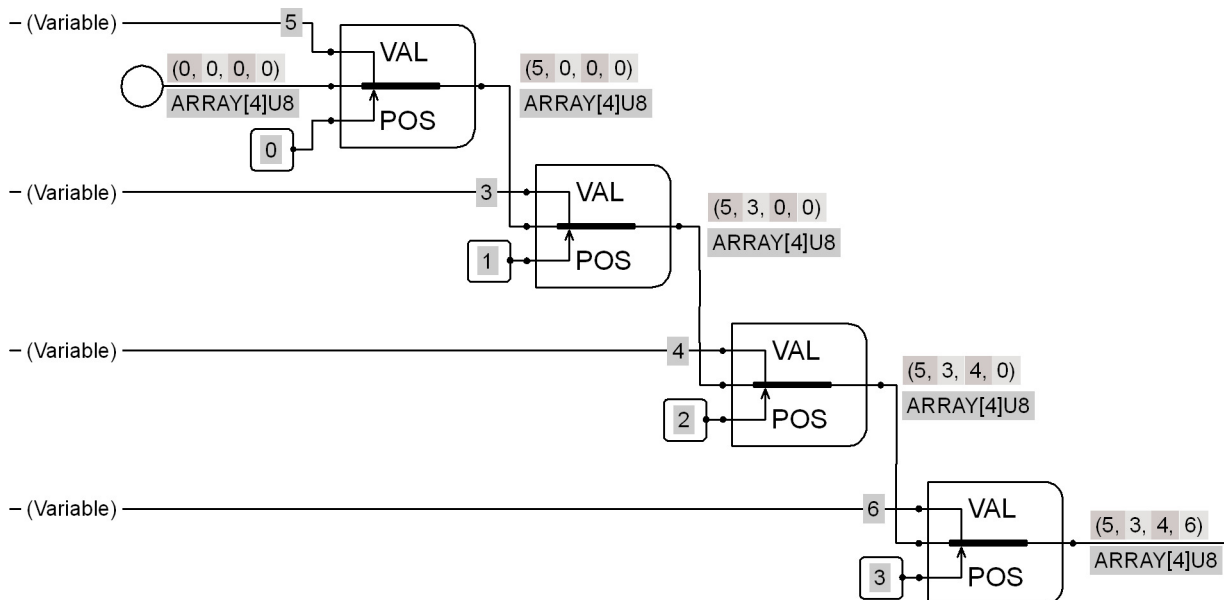 – (Variable) 5
VAL
(0, 0, 0, 0) (5, 0, 0, 0)
ARRAY[4]U8 ARRAY[4]U8
POS
0
– (Variable) 3 VAL
(5, 3, 0, 0)
ARRAY[4]U8
1 POS
– (Variable) 4 VAL
(5, 3, 4, 0)
ARRAY[4]U8
2 POS
– (Variable) 6 VAL
(5, 3, 4, 6)
ARRAY[4]U8
3 POS